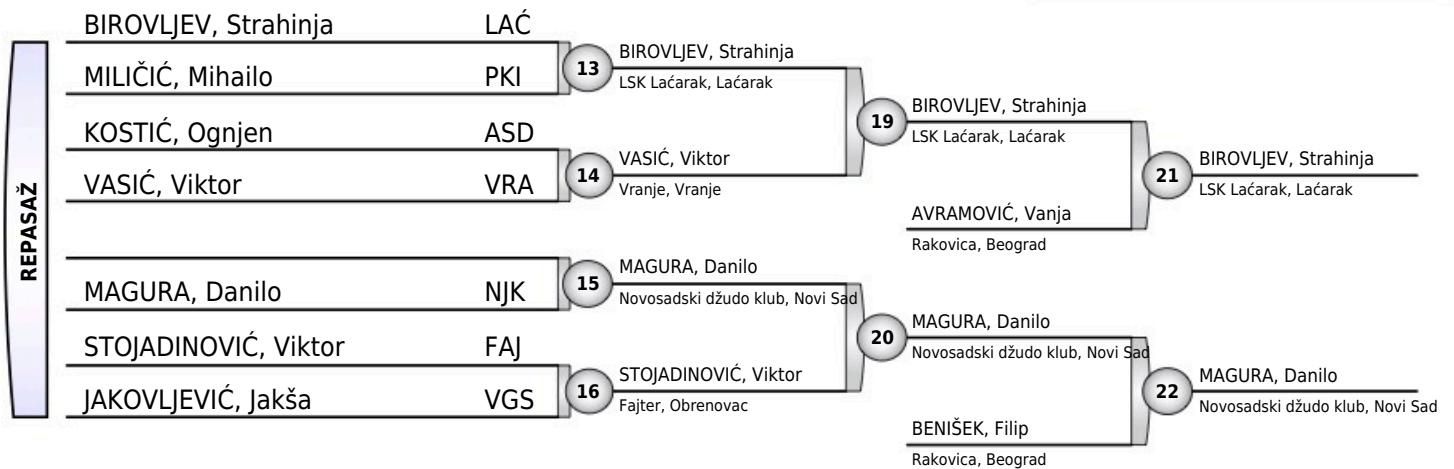 REPASAŽ
BIROVLJEV, Strahinja LAĆ
MILIČIĆ, Mihailo PKI
KOSTIĆ, Ognjen ASD
VASIĆ, Viktor VRA
MAGURA, Danilo NJK
STOJADINOVIĆ, Viktor FAJ
JAKOVLJEVIĆ, Jakša VGS
13
BIROVLJEV, Strahinja
LSK Laćarak, Laćarak
14
VASIĆ, Viktor
Vranje, Vranje
15
MAGURA, Danilo
Novosadski džudo klub, Novi Sad
16
STOJADINOVIĆ, Viktor
Fajter, Obrenovac
19
BIROVLJEV, Strahinja
LSK Laćarak, Laćarak
AVRAMOVIĆ, Vanja
Rakovica, Beograd
20
MAGURA, Danilo
Novosadski džudo klub, Novi Sad
BENIŠEK, Filip
Rakovica, Beograd
21
BIROVLJEV, Strahinja
LSK Laćarak, Laćarak
22
MAGURA, Danilo
Novosadski džudo klub, Novi Sad